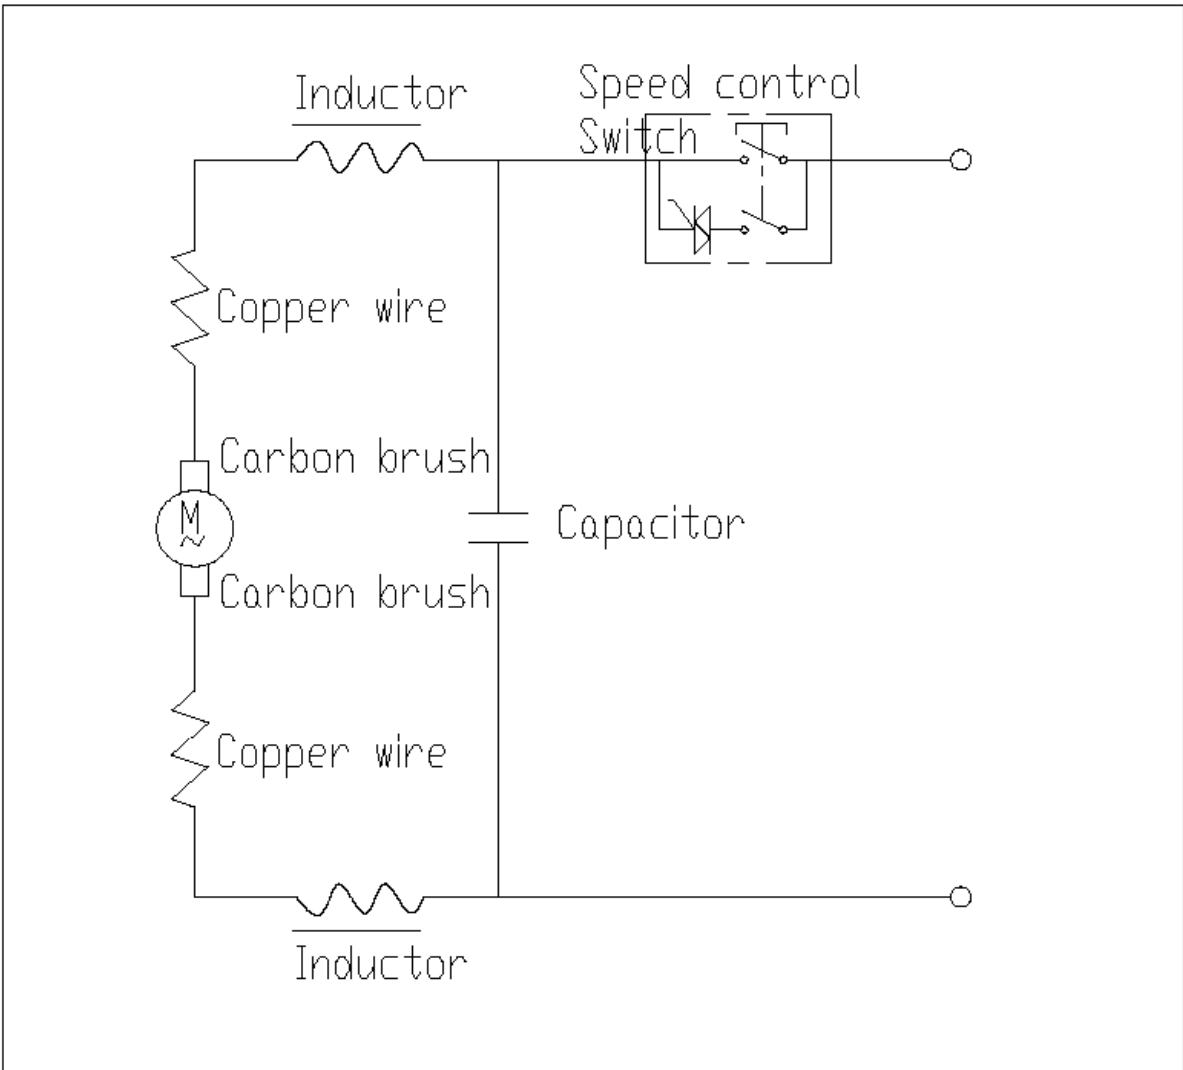 Inductor
Speed control
Switch
Copper wire
Carbon brush
M
Capacitor
Carbon brush
Copper wire
Inductor